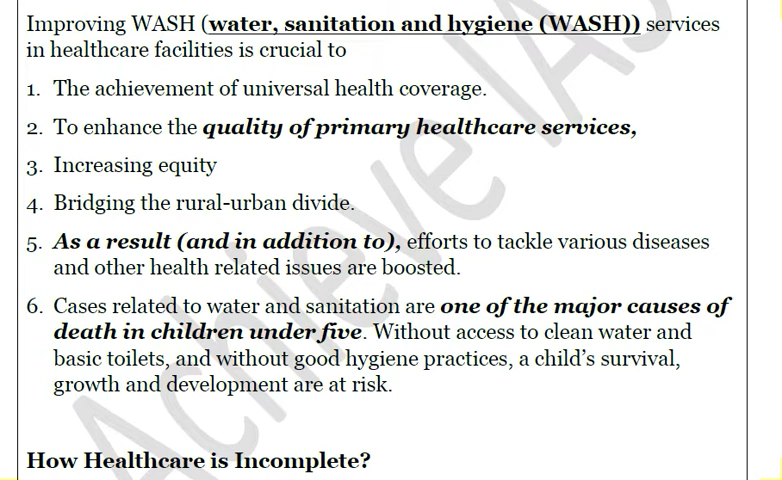 Improving WASH (water, sanitation and hygiene (WASH)) services
in healthcare facilities is crucial to
1. The achievement of universal health coverage.
2. To enhance the quality of primary healthcare services,
3. Increasing equity
4. Bridging the rural-urban divide.
5. As a result (and in addition to), efforts to tackle various diseases
and other health related issues are boosted.
6. Cases related to water and sanitation are one of the major causes of
death in children under five. Without access to clean water and
basic toilets, and without good hygiene practices, a child's survival,
growth and development are at risk.
How Healthcare is Incomplete?
Achieve IAS